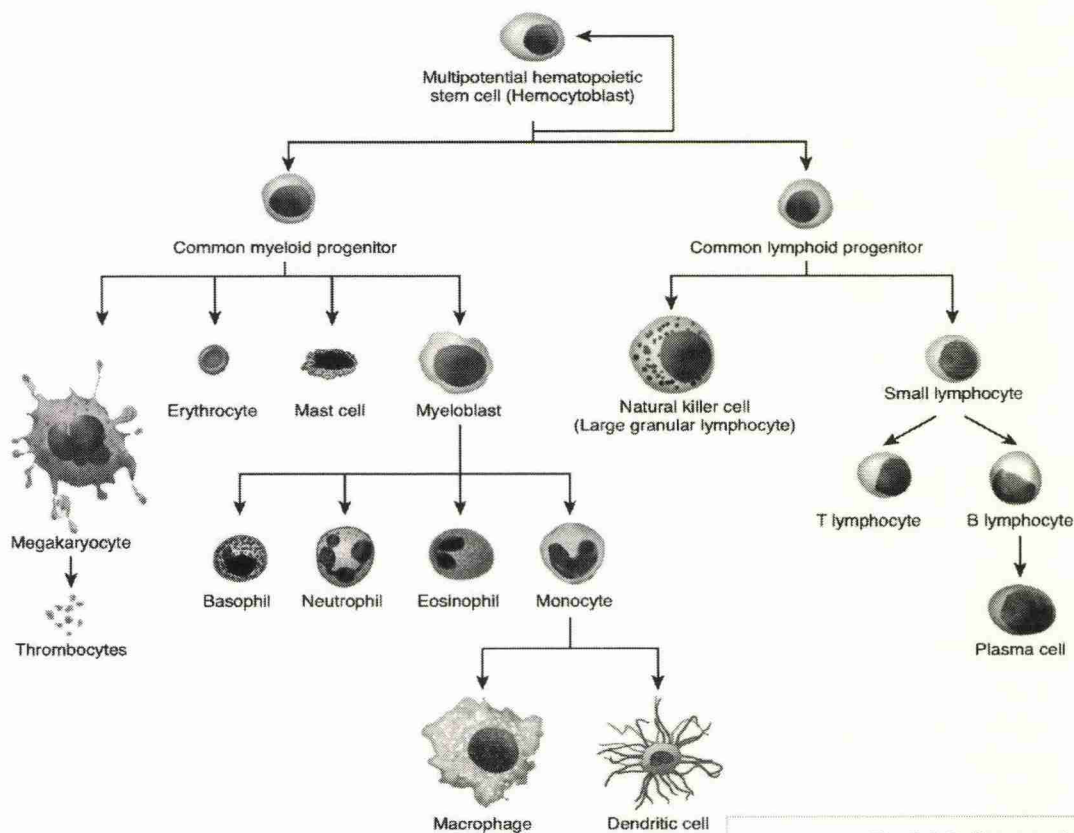 Multipotential hematopoietic
stem cell (Hemocytoblast)
Common myeloid progenitor
Common lymphoid progenitor
Erythrocyte
Mast cell
Myeloblast
Natural killer cell
(Large granular lymphocyte)
Small lymphocyte
T lymphocyte
B lymphocyte
Megakaryocyte
Basophil
Neutrophil
Eosinophil
Monocyte
Thrombocytes
Plasma cell
Macrophage
Dendritic cell